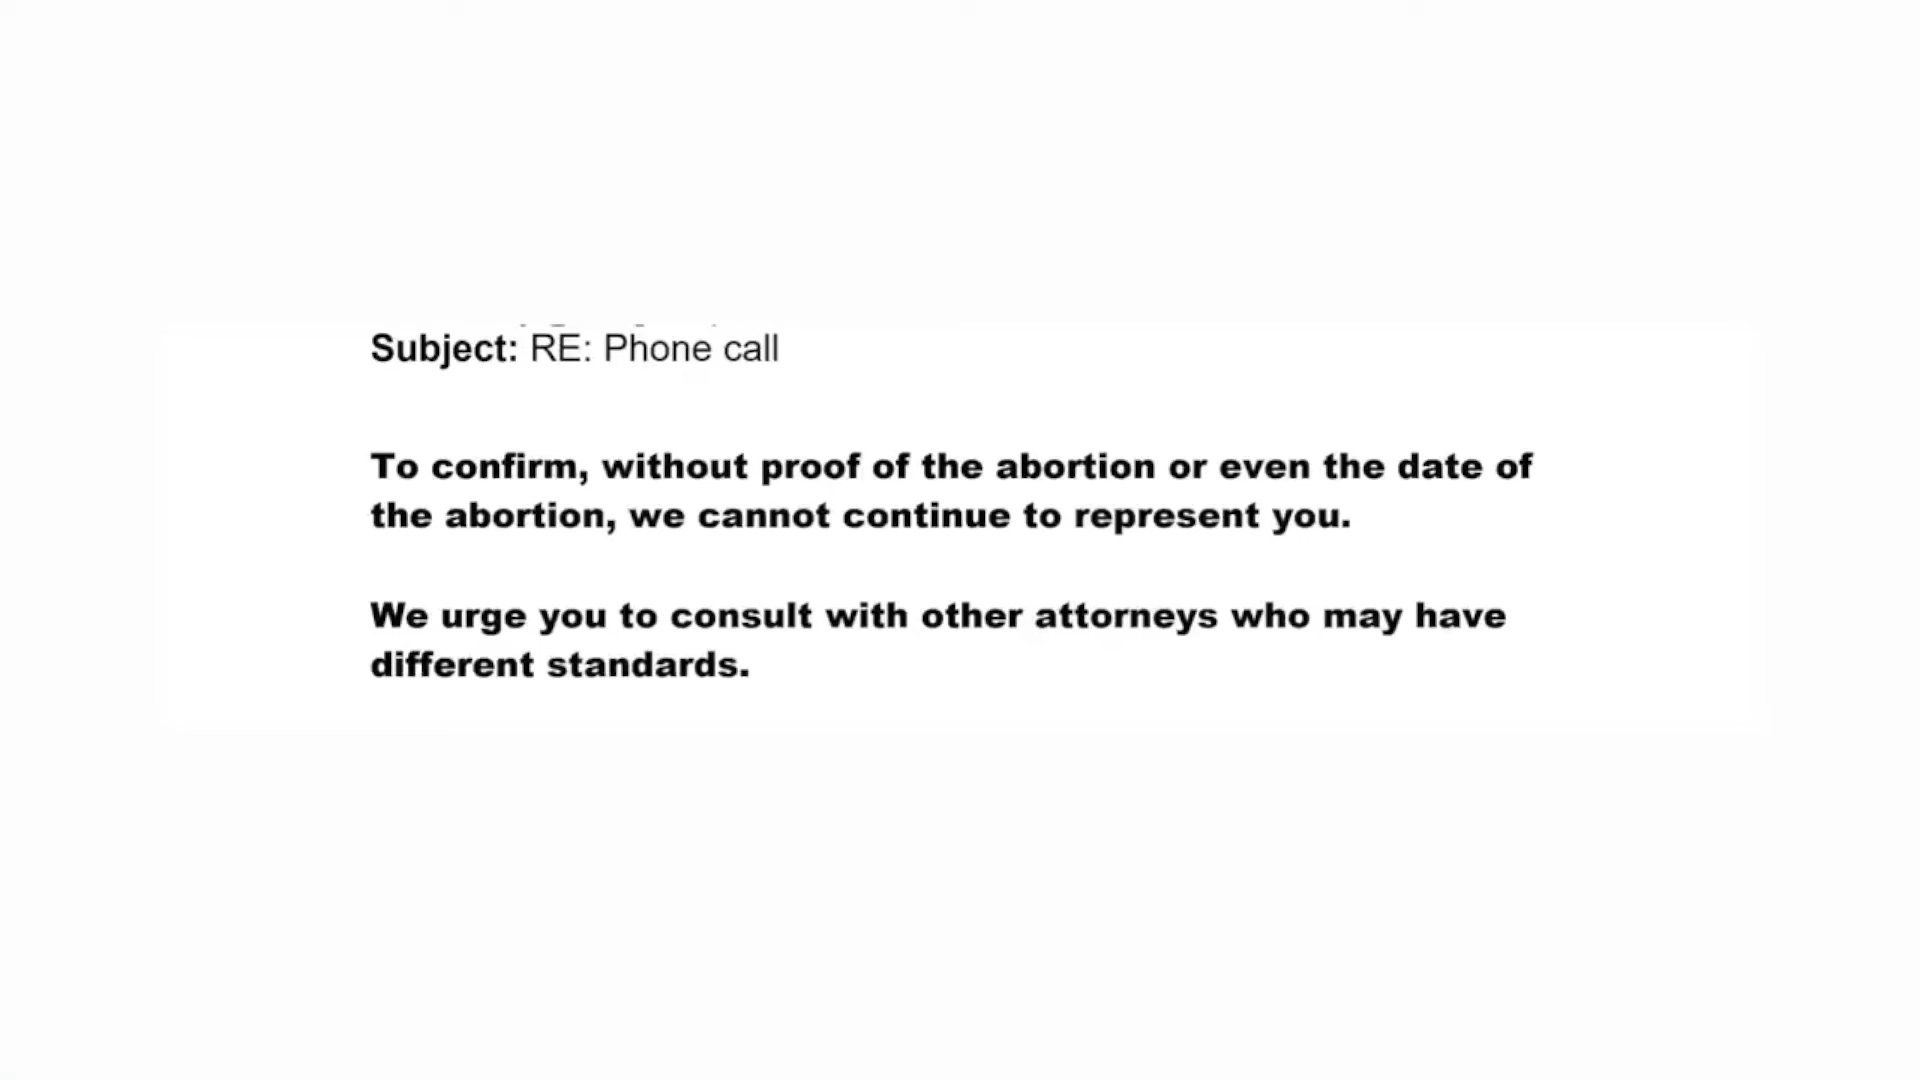 Subject: RE: Phone call
To confirm, without proof of the abortion or even the date of
the abortion, we cannot continue to represent you.
We urge you to consult with other attorneys who may have
different standards.